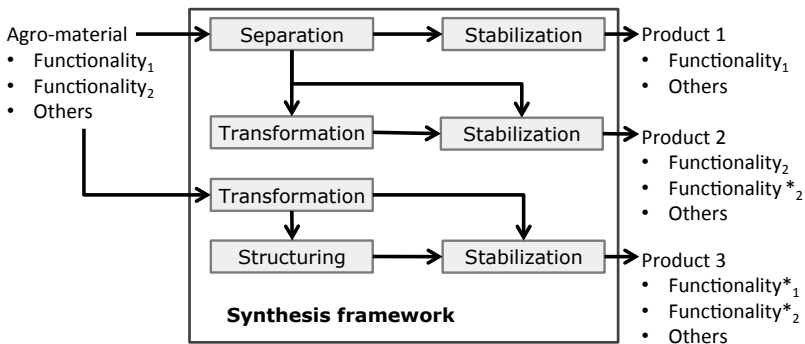 Agro-material
• Functionality₁
• Functionality₂
• Others
Separation
Stabilization
Product 1
• Functionality₁
• Others
Transformation
Stabilization
Product 2
• Functionality₂
• Functionality*₂
• Others
Transformation
Structuring
Stabilization
Product 3
• Functionality*₁
• Functionality*₂
• Others
Synthesis framework